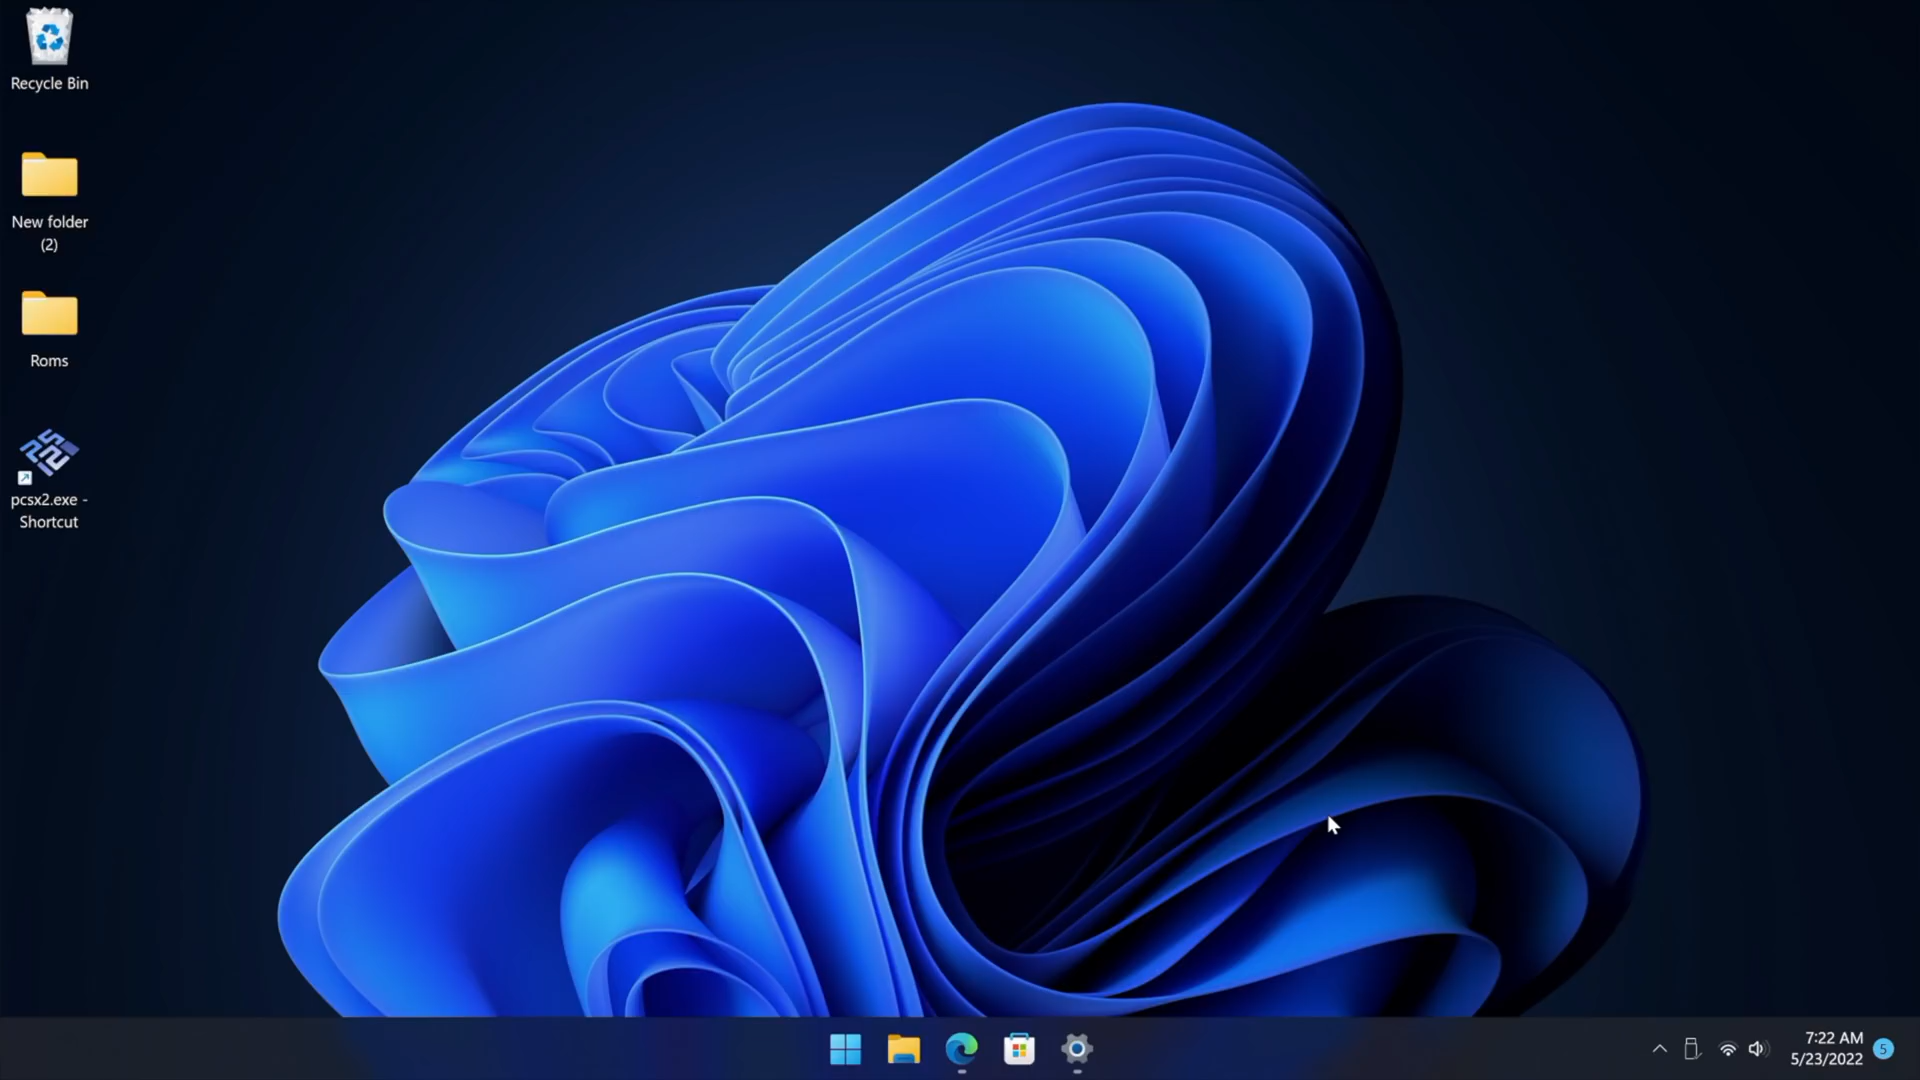 Recycle Bin
New folder
(2)
Roms
pcsx2.exe -
Shortcut
7:22 AM
5/23/2022
5